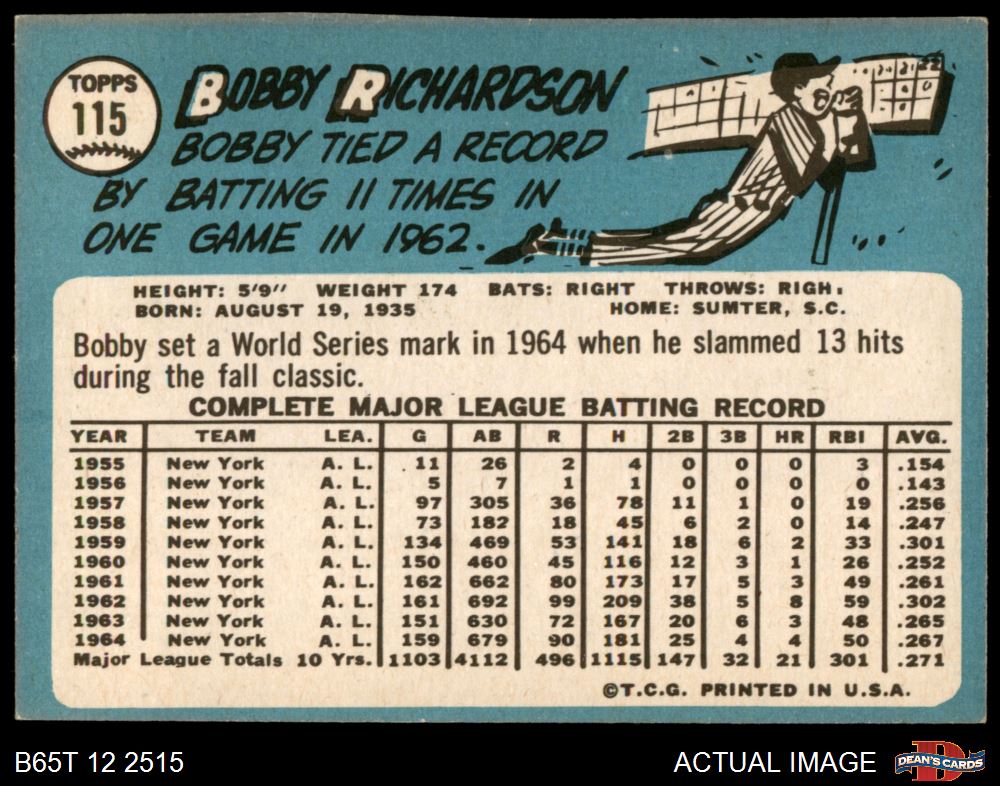 TOPPS
115
BOBBY RICHARDSON
BOBBY TIED A RECORD
BY BATTING 11 TIMES IN
ONE GAME IN 1962.
HEIGHT: 5'9" WEIGHT 174 BATS: RIGHT THROWS: RIGH.
BORN: AUGUST 19, 1935 HOME: SUMTER, S.C.
Bobby set a World Series mark in 1964 when he slammed 13 hits
during the fall classic.
COMPLETE MAJOR LEAGUE BATTING RECORD
YEAR TEAM LEA. G AB R H 2B 3B HR RBI AVG.
1955 New York A. L. 11 26 2 4 0 0 0 3 .154
1956 New York A. L. 5 7 1 1 0 0 0 0 .143
1957 New York A. L. 97 305 36 78 11 1 0 19 .256
1958 New York A. L. 73 182 18 45 6 2 0 14 .247
1959 New York A. L. 134 469 53 141 18 6 2 33 .301
1960 New York A. L. 150 460 45 116 12 3 1 26 .252
1961 New York A. L. 162 662 80 173 17 5 3 49 .261
1962 New York A. L. 161 692 99 209 38 5 8 59 .302
1963 New York A. L. 151 630 72 167 20 6 3 48 .265
1964 New York A. L. 159 679 90 181 25 4 4 50 .267
Major League Totals 10 Yrs. 1103 4112 496 1115 147 32 21 301 .271
©T.C.G. PRINTED IN U.S.A.
B65T 12 2515 ACTUAL IMAGE
DEAN'S CARDS